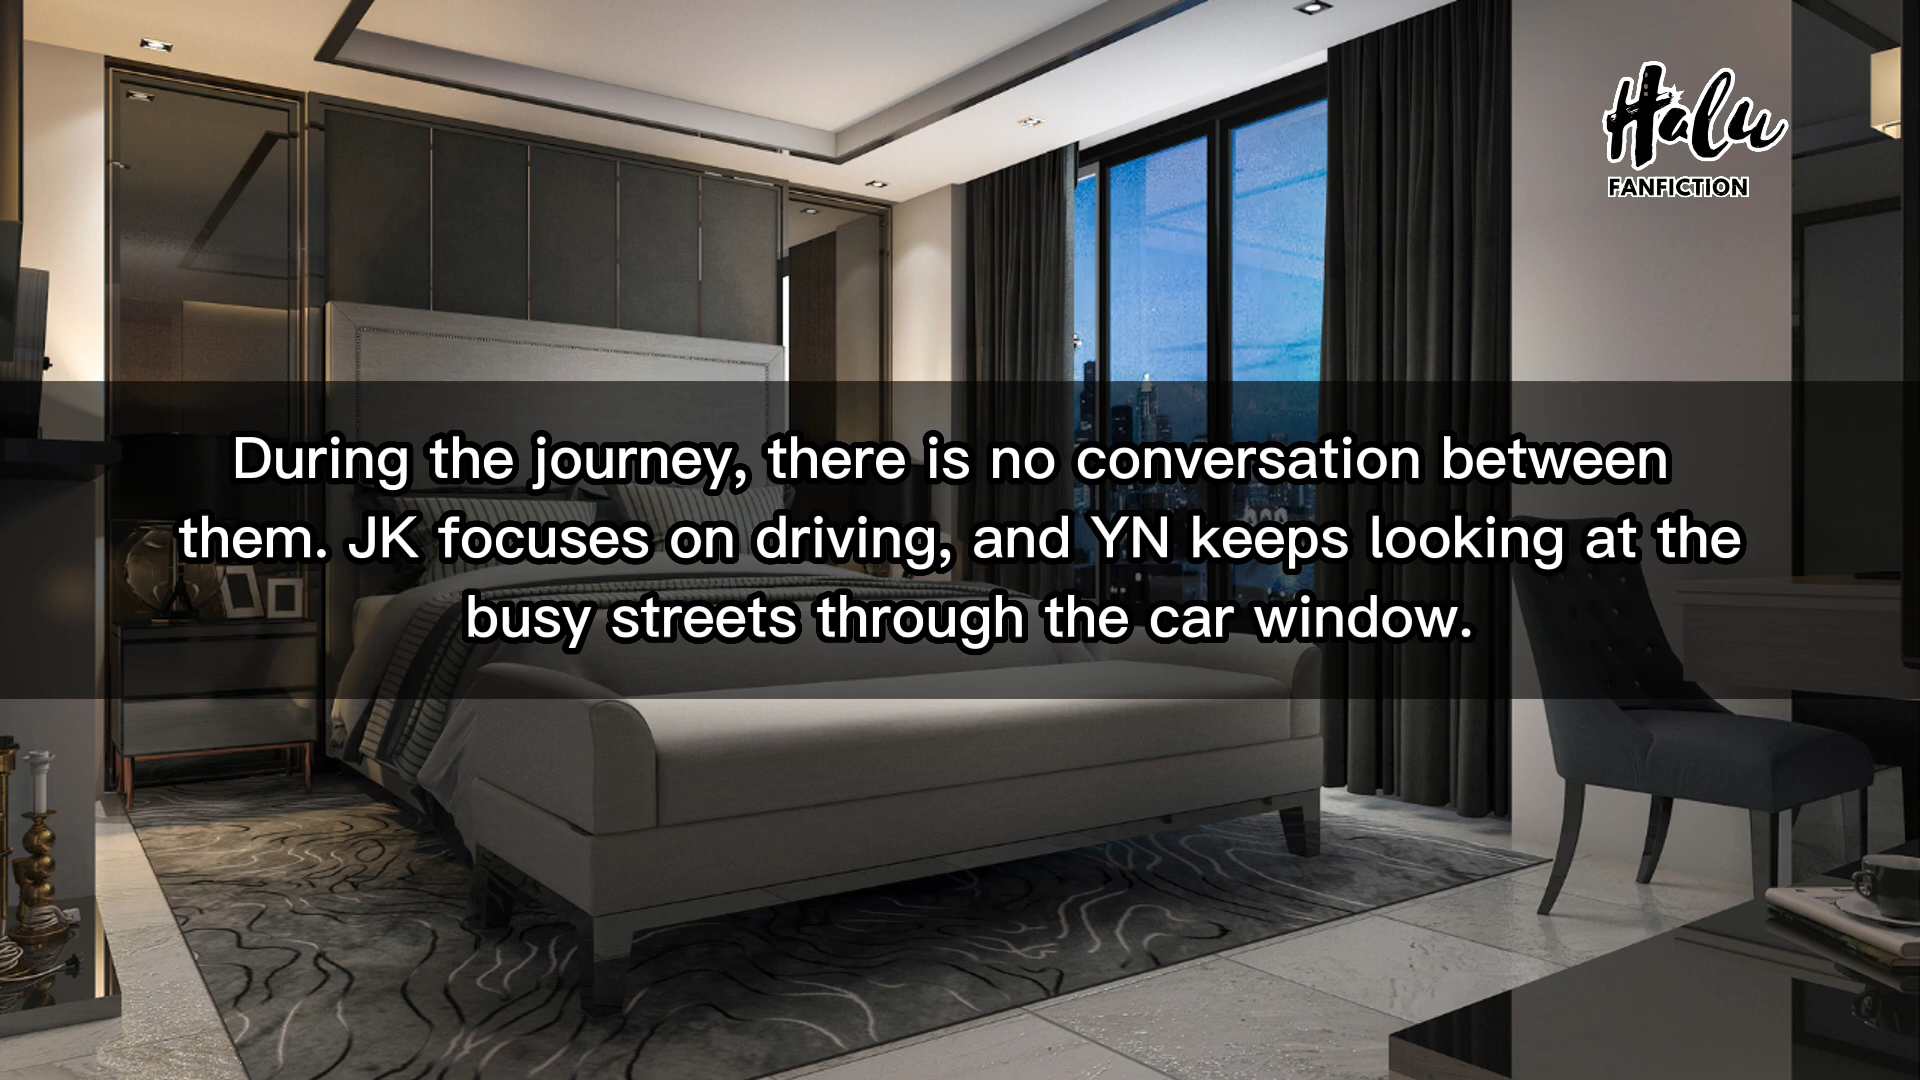 Halu
FANFICTION
During the journey, there is no conversation between
them. JK focuses on driving, and YN keeps looking at the
busy streets through the car window.